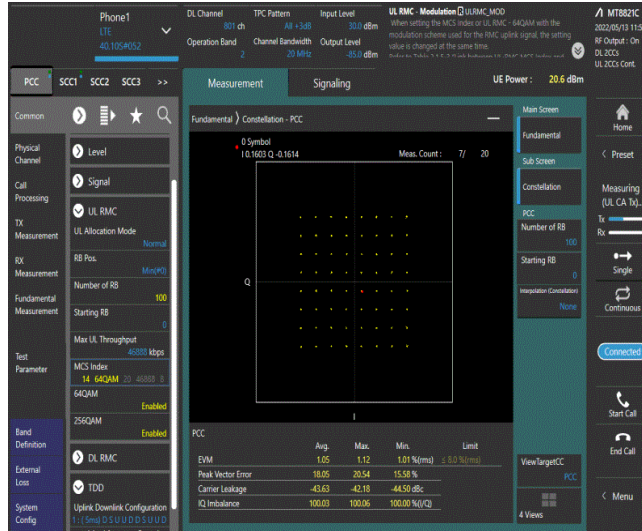 Phone1
LTE
40.105#052
DL Channel
801 ch
TPC Pattern
All +3dB
Input Level
30.0 dBm
Operation Band
2
Channel Bandwidth
20 MHz
Output Level
-85.0 dBm
UL RMC - Modulation ULRMC_MOD
When setting the MCS index or UL RMC - 64QAM with the
modulation scheme used for the RMC uplink signal, the setting
value is changed at the same time.
MT8821C
2022/05/13 11:5
RF Output : On
DL 2CCs
UL 2CCs Cont.
PCC
SCC1
SCC2
SCC3
>>
Measurement
Signaling
UE Power : 20.6 dBm
Common
Physical
Channel
Call
Processing
TX
Measurement
RX
Measurement
Fundamental
Measurement
Test
Parameter
Band
Definition
External
Loss
System
Config
Level
Signal
UL RMC
UL Allocation Mode
Normal
RB Pos.
Min(#0)
Number of RB
100
Starting RB
0
Max UL Throughput
46888 kbps
MCS Index
14 64QAM 20 46868 8
64QAM
Enabled
256QAM
Enabled
DL RMC
TDD
Uplink Downlink Configuration
1 : ( 5ms) D S U U D D S U U D
Fundamental 〉 Constellation - PCC
0 Symbol
I 0.1603 Q -0.1614
Meas. Count : 7/ 20
Q
I
PCC
Avg. Max. Min. Limit
EVM 1.05 1.12 1.01 %(rms) ≤ 8.0 %(rms)
Peak Vector Error 18.05 20.54 15.58 %
Carrier Leakage -43.63 -42.18 -44.50 dBc
IQ Imbalance 100.03 100.06 100.00 %(I/Q)
Main Screen
Fundamental
Sub Screen
Constellation
PCC
Number of RB
100
Starting RB
0
Interpolation (Constellation)
None
ViewTargetCC
PCC
4 Views
Home
Preset
Measuring
(UL CA Tx)..
Tx
Rx
Single
Continuous
Connected
Start Call
End Call
Menu